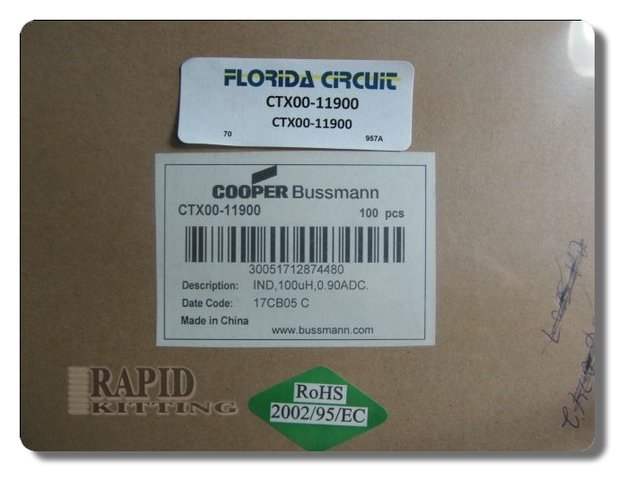 FLORIDA CIRCUIT
CTX00-11900
CTX00-11900
70 957A
COOPER Bussmann
CTX00-11900 100 pcs
30051712874480
Description: IND,100uH,0.90ADC.
Date Code: 17CB05 C
Made in China
www.bussmann.com
RAPID
KITTING
RoHS
2002/95/EC